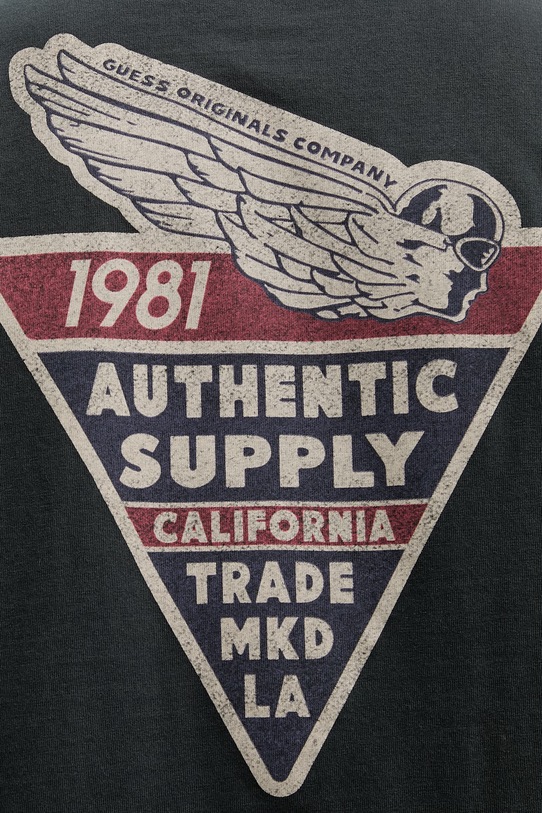 GUESS ORIGINALS COMPANY
1981
AUTHENTIC
SUPPLY
CALIFORNIA
TRADE
MKD
LA